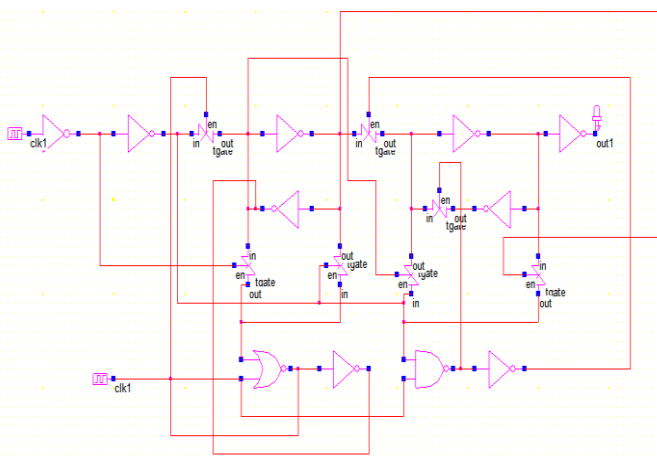 en
en
clk1
in
out
tgate
in
out
tgate
out1
en
in
out
tgate
in
en
tgate
out
out
tgate
en
in
out
tgate
en
in
in
en
tgate
out
clk1